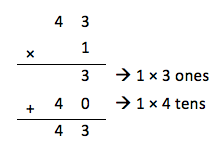 4 3
× 1
3 → 1 × 3 ones
+ 4 0 → 1 × 4 tens
4 3